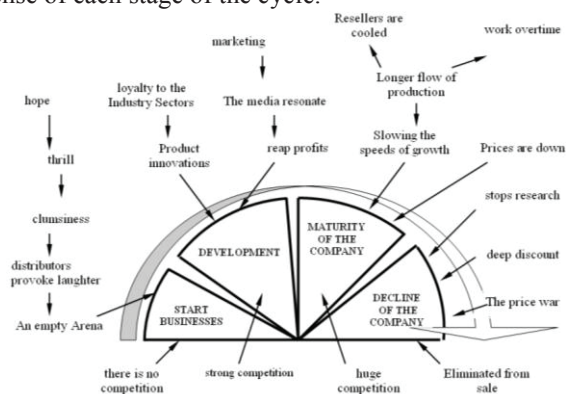 ense of each stage of the cycle.
Resellers are
cooled
work overtime
marketing
Longer flow of
production
loyalty to the
Industry Sectors
hope
The media resonate
Slowing the
speeds of growth
Prices are down
Product
innovations
reap profits
thrill
stops research
clumsiness
MATURITY
OF THE
COMPANY
DEVELOPMENT
deep discount
distributors
provoke laughter
DECLINE
OF THE
COMPANY
START
BUSINESSES
The price war
An empty Arena
there is no
competition
strong competition
huge
competition
Eliminated from
sale